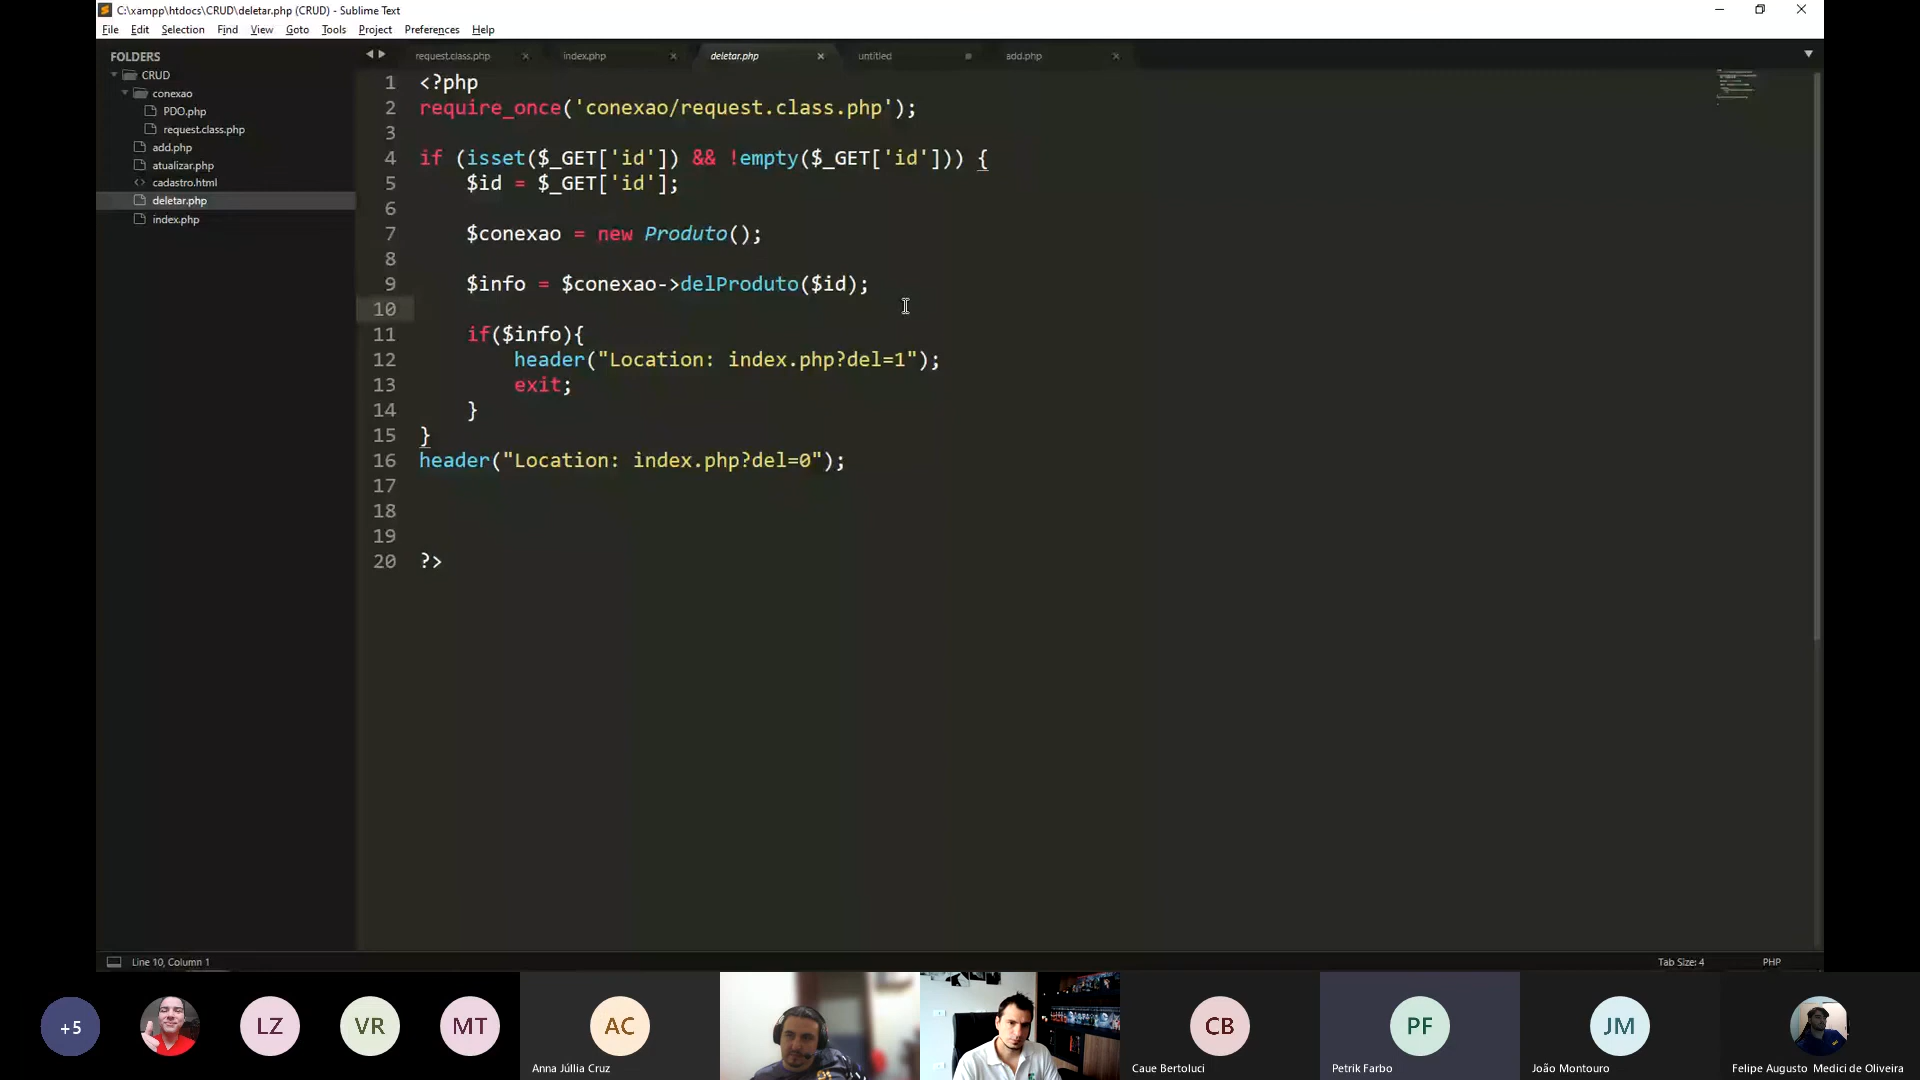 C:\xampp\htdocs\CRUD\deletar.php (CRUD) - Sublime Text
File Edit Selection Find View Goto Tools Project Preferences Help
FOLDERS
CRUD
conexao
PDO.php
request.class.php
add.php
atualizar.php
cadastro.html
deletar.php
index.php
request.class.php index.php deletar.php untitled add.php
1 <?php
2 require_once('conexao/request.class.php');
3
4 if (isset($_GET['id']) && !empty($_GET['id'])) {
5 $id = $_GET['id'];
6
7 $conexao = new Produto();
8
9 $info = $conexao->delProduto($id);
10
11 if($info){
12 header("Location: index.php?del=1");
13 exit;
14 }
15 }
16 header("Location: index.php?del=0");
17
18
19
20 ?>
Line 10, Column 1 Tab Size: 4 PHP
+5 LZ VR MT AC CB PF JM
Anna Júllia Cruz Caue Bertoluci Petrik Farbo João Montouro Felipe Augusto Medici de Oliveira